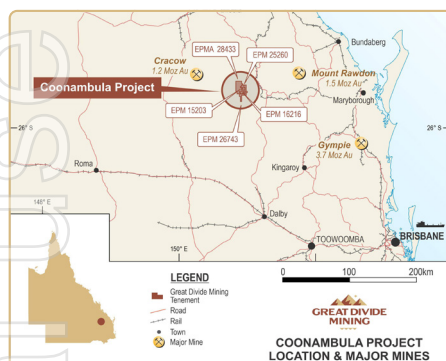 Bundaberg
EPMA 28433
EPM 25260
Cracow
1.2 Moz Au
Mount Rawdon
1.5 Moz Au
Coonambula Project
Maryborough
EPM 15203
EPM 16216
26° S
26° S
EPM 26743
Gympie
3.7 Moz Au
Roma
Kingaroy
148° E
Dalby
BRISBANE
150° E
TOOWOOMBA
LEGEND
Great Divide Mining
Tenement
Road
Rail
Town
Major Mine
0 100 200km
GREAT DIVIDE
MINING
COONAMBULA PROJECT
LOCATION & MAJOR MINES